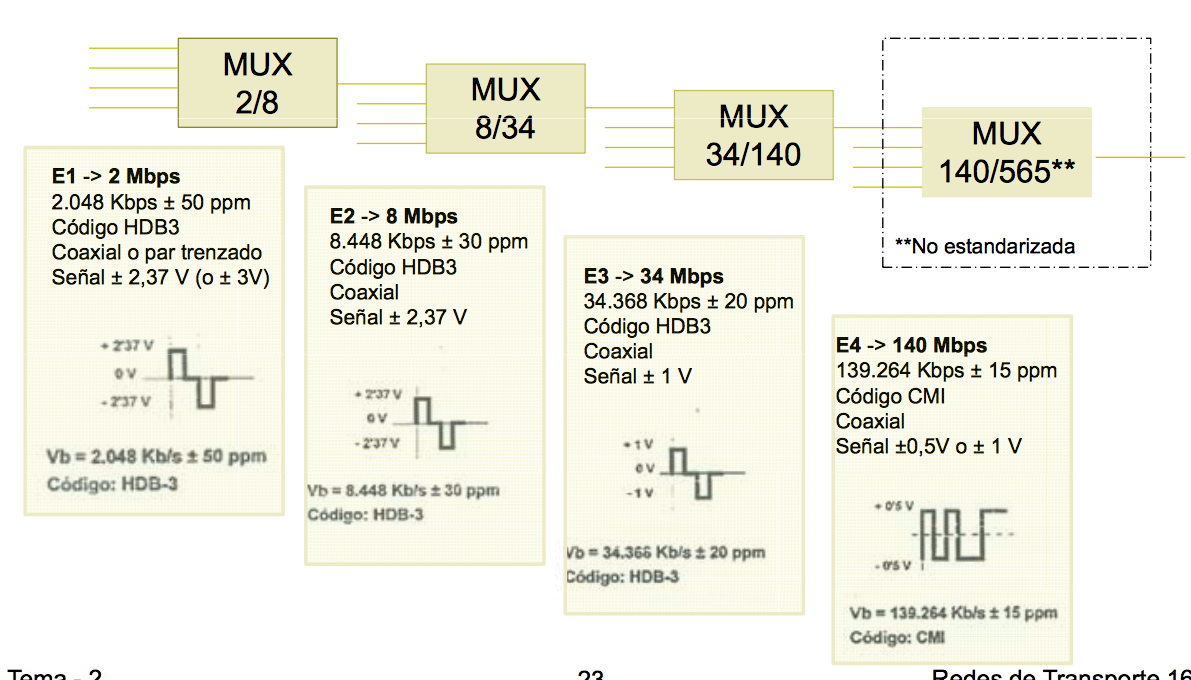 MUX
2/8
MUX
8/34
MUX
34/140
MUX
140/565**
**No estandarizada
E1 -> 2 Mbps
2.048 Kbps ± 50 ppm
Código HDB3
Coaxial o par trenzado
Señal ± 2,37 V (o ± 3V)
+ 2'37 V
0 V
- 2'37 V
Vb = 2.048 Kb/s ± 50 ppm
Código: HDB-3
E2 -> 8 Mbps
8.448 Kbps ± 30 ppm
Código HDB3
Coaxial
Señal ± 2,37 V
+ 2'37 V
0 V
- 2'37 V
Vb = 8.448 Kb/s ± 30 ppm
Código: HDB-3
E3 -> 34 Mbps
34.368 Kbps ± 20 ppm
Código HDB3
Coaxial
Señal ± 1 V
+ 1 V
0 V
- 1 V
Vb = 34.368 Kb/s ± 20 ppm
Código: HDB-3
E4 -> 140 Mbps
139.264 Kbps ± 15 ppm
Código CMI
Coaxial
Señal ±0,5V o ± 1 V
+ 0'5 V
- 0'5 V
Vb = 139.264 Kb/s ± 15 ppm
Código: CMI
Tema - 2
23
Redes de Transporte 16